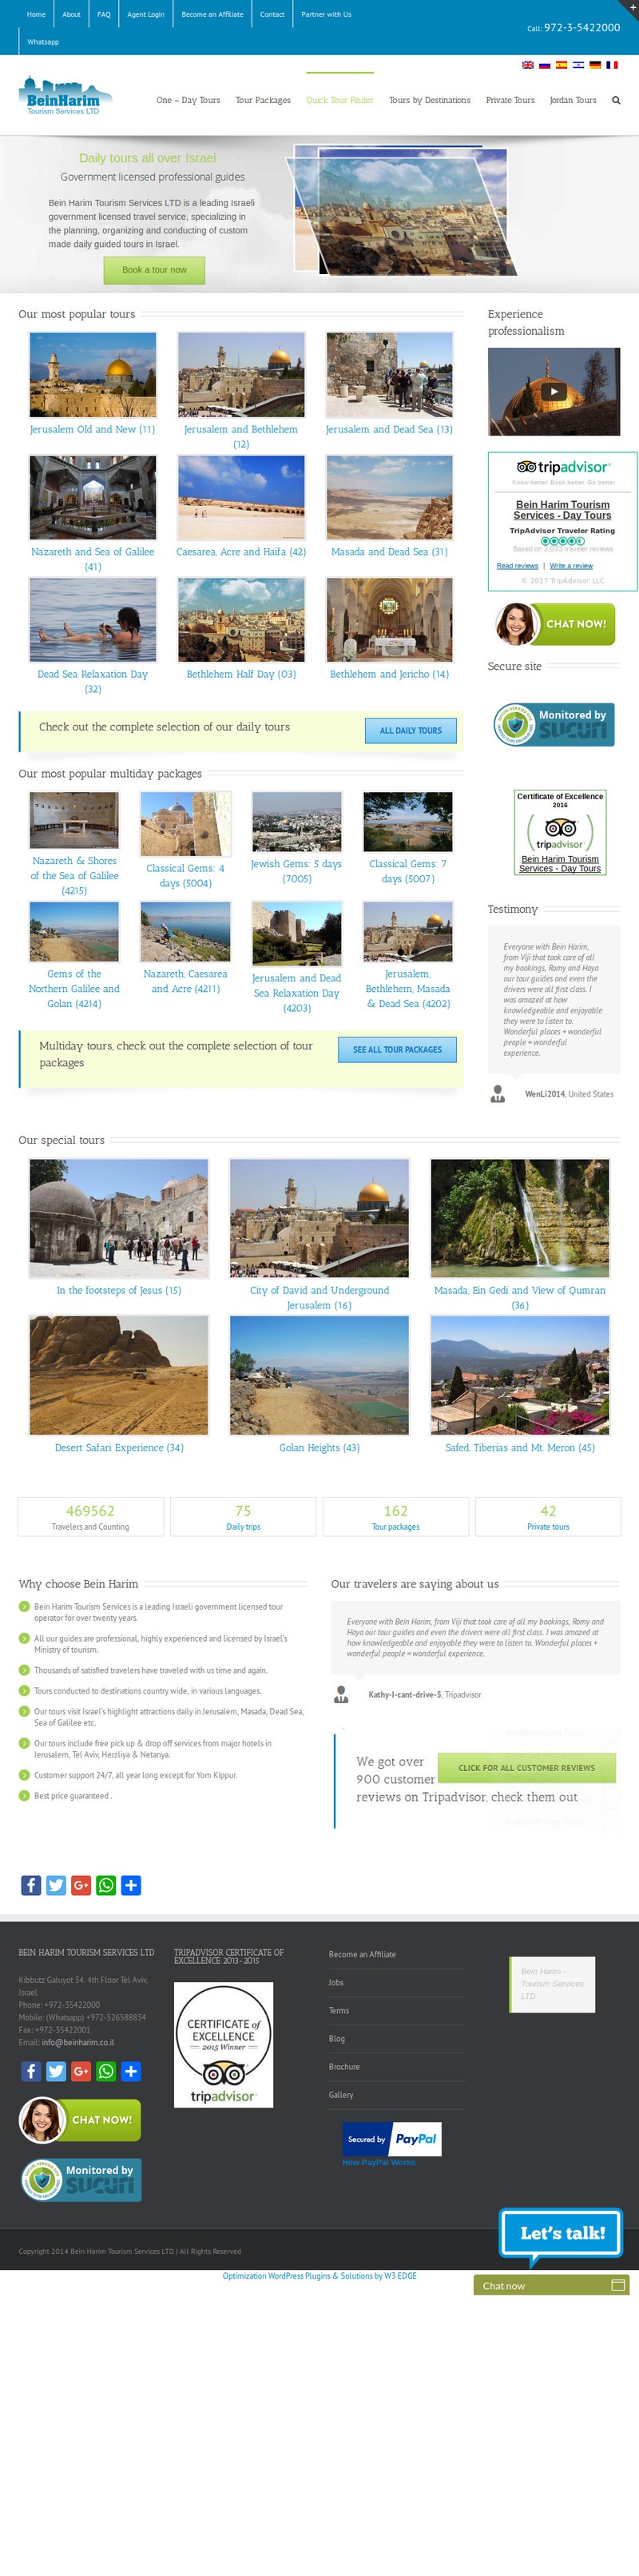 Home
About
FAQ
Agent Login
Become an Affiliate
Contact
Partner with Us
Whatsapp
Call: 972-3-5422000
BeinHarim
Tourism Services LTD
One – Day Tours
Tour Packages
Quick Tour Finder
Tours by Destinations
Private Tours
Jordan Tours
Daily tours all over Israel
Government licensed professional guides
Bein Harim Tourism Services LTD is a leading Israeli
government licensed travel service, specializing in
the planning, organizing and conducting of custom
made daily guided tours in Israel.
Book a tour now
Our most popular tours
Jerusalem Old and New (11)
Jerusalem and Bethlehem
(12)
Jerusalem and Dead Sea (13)
Nazareth and Sea of Galilee
(41)
Caesarea, Acre and Haifa (42)
Masada and Dead Sea (31)
Dead Sea Relaxation Day
(32)
Bethlehem Half Day (03)
Bethlehem and Jericho (14)
Check out the complete selection of our daily tours
ALL DAILY TOURS
Our most popular multiday packages
Nazareth & Shores
of the Sea of Galilee
(4215)
Classical Gems: 4
days (5004)
Jewish Gems: 5 days
(7005)
Classical Gems: 7
days (5007)
Gems of the
Northern Galilee and
Golan (4214)
Nazareth, Caesarea
and Acre (4211)
Jerusalem and Dead
Sea Relaxation Day
(4203)
Jerusalem,
Bethlehem, Masada
& Dead Sea (4202)
Multiday tours, check out the complete selection of tour
packages
SEE ALL TOUR PACKAGES
Experience
professionalism
tripadvisor
Know better. Book better. Go better.
Bein Harim Tourism
Services - Day Tours
TripAdvisor Traveler Rating
Based on 3,033 traveler reviews
Read reviews | Write a review
© 2017 TripAdvisor LLC
CHAT NOW!
Secure site
Monitored by
sucuri
Certificate of Excellence
2016
tripadvisor
Bein Harim Tourism
Services - Day Tours
Testimony
Everyone with Bein Harim,
from Viji that took care of all
my bookings, Romy and Haya
our tour guides and even the
drivers were all first class. I
was amazed at how
knowledgeable and enjoyable
they were to listen to.
Wonderful places + wonderful
people = wonderful
experience.
WenLi2014, United States
Our special tours
In the footsteps of Jesus (15)
City of David and Underground
Jerusalem (16)
Masada, Ein Gedi and View of Qumran
(36)
Desert Safari Experience (34)
Golan Heights (43)
Safed, Tiberias and Mt. Meron (45)
469562
Travelers and Counting
75
Daily trips
162
Tour packages
42
Private tours
Why choose Bein Harim
Bein Harim Tourism Services is a leading Israeli government licensed tour
operator for over twenty years.
All our guides are professional, highly experienced and licensed by Israel's
Ministry of tourism.
Thousands of satisfied travelers have traveled with us time and again.
Tours conducted to destinations country wide, in various languages.
Our tours visit Israel's highlight attractions daily in Jerusalem, Masada, Dead Sea,
Sea of Galilee etc.
Our tours include free pick up & drop off services from major hotels in
Jerusalem, Tel Aviv, Herzliya & Netanya.
Customer support 24/7, all year long except for Yom Kippur.
Best price guaranteed .
Our travelers are saying about us
Everyone with Bein Harim, from Viji that took care of all my bookings, Romy and
Haya our tour guides and even the drivers were all first class. I was amazed at
how knowledgeable and enjoyable they were to listen to. Wonderful places +
wonderful people = wonderful experience.
Kathy-I-cant-drive-5, Tripadvisor
We got over
900 customer
reviews on Tripadvisor, check them out
CLICK FOR ALL CUSTOMER REVIEWS
BEIN HARIM TOURISM SERVICES LTD
Kibbutz Galuyot 34. 4th Floor Tel Aviv,
Israel
Phone: +972-35422000
Mobile: (Whatsapp) +972-526588834
Fax: +972-35422001
Email: info@beinharim.co.il
CHAT NOW!
Monitored by
sucuri
TRIPADVISOR CERTIFICATE OF
EXCELLENCE 2013-2015
CERTIFICATE of
EXCELLENCE
2015 Winner
tripadvisor
Become an Affiliate
Jobs
Terms
Blog
Brochure
Gallery
Secured by PayPal
How PayPal Works
Bein Harim -
Tourism Services
LTD
Copyright 2014 Bein Harim Tourism Services LTD | All Rights Reserved
Let's talk!
Optimization WordPress Plugins & Solutions by W3 EDGE
Chat now